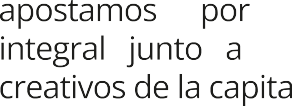 apostamos por
integral junto a
creativos de la capita